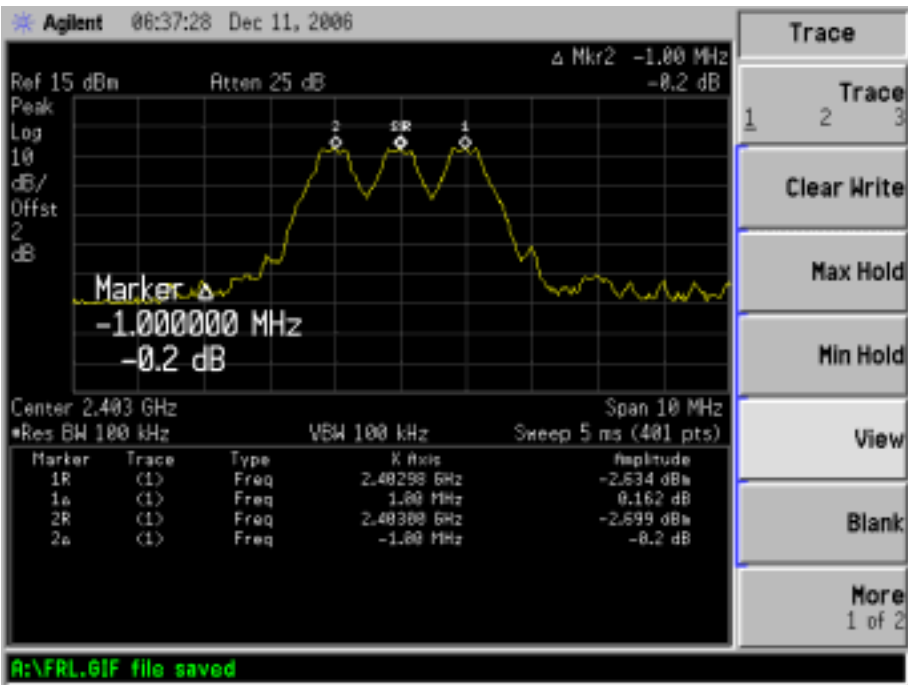 Agilent 06:37:28 Dec 11, 2006
Δ Mkr2 -1.00 MHz
Ref 15 dBm Atten 25 dB -0.2 dB
Peak
Log
10
dB/
Offst
2
dB
2 1
Marker Δ
-1.000000 MHz
-0.2 dB
Center 2.403 GHz Span 10 MHz
*Res BW 100 kHz VBW 100 kHz Sweep 5 ms (401 pts)
Marker Trace Type X Axis Amplitude
1R (1) Freq 2.40298 GHz -2.634 dBm
1Δ (1) Freq 1.00 MHz 0.162 dB
2R (1) Freq 2.40300 GHz -2.699 dBm
2Δ (1) Freq -1.00 MHz -0.2 dB
A:\FRL.GIF file saved
Trace
Trace
1 2 3
Clear Write
Max Hold
Min Hold
View
Blank
More
1 of 2